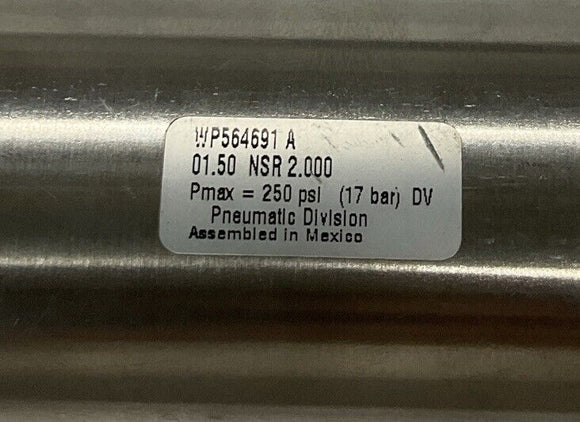 WP564691 A
01.50 NSR 2.000
Pmax = 250 psi (17 bar) DV
Pneumatic Division
Assembled in Mexico